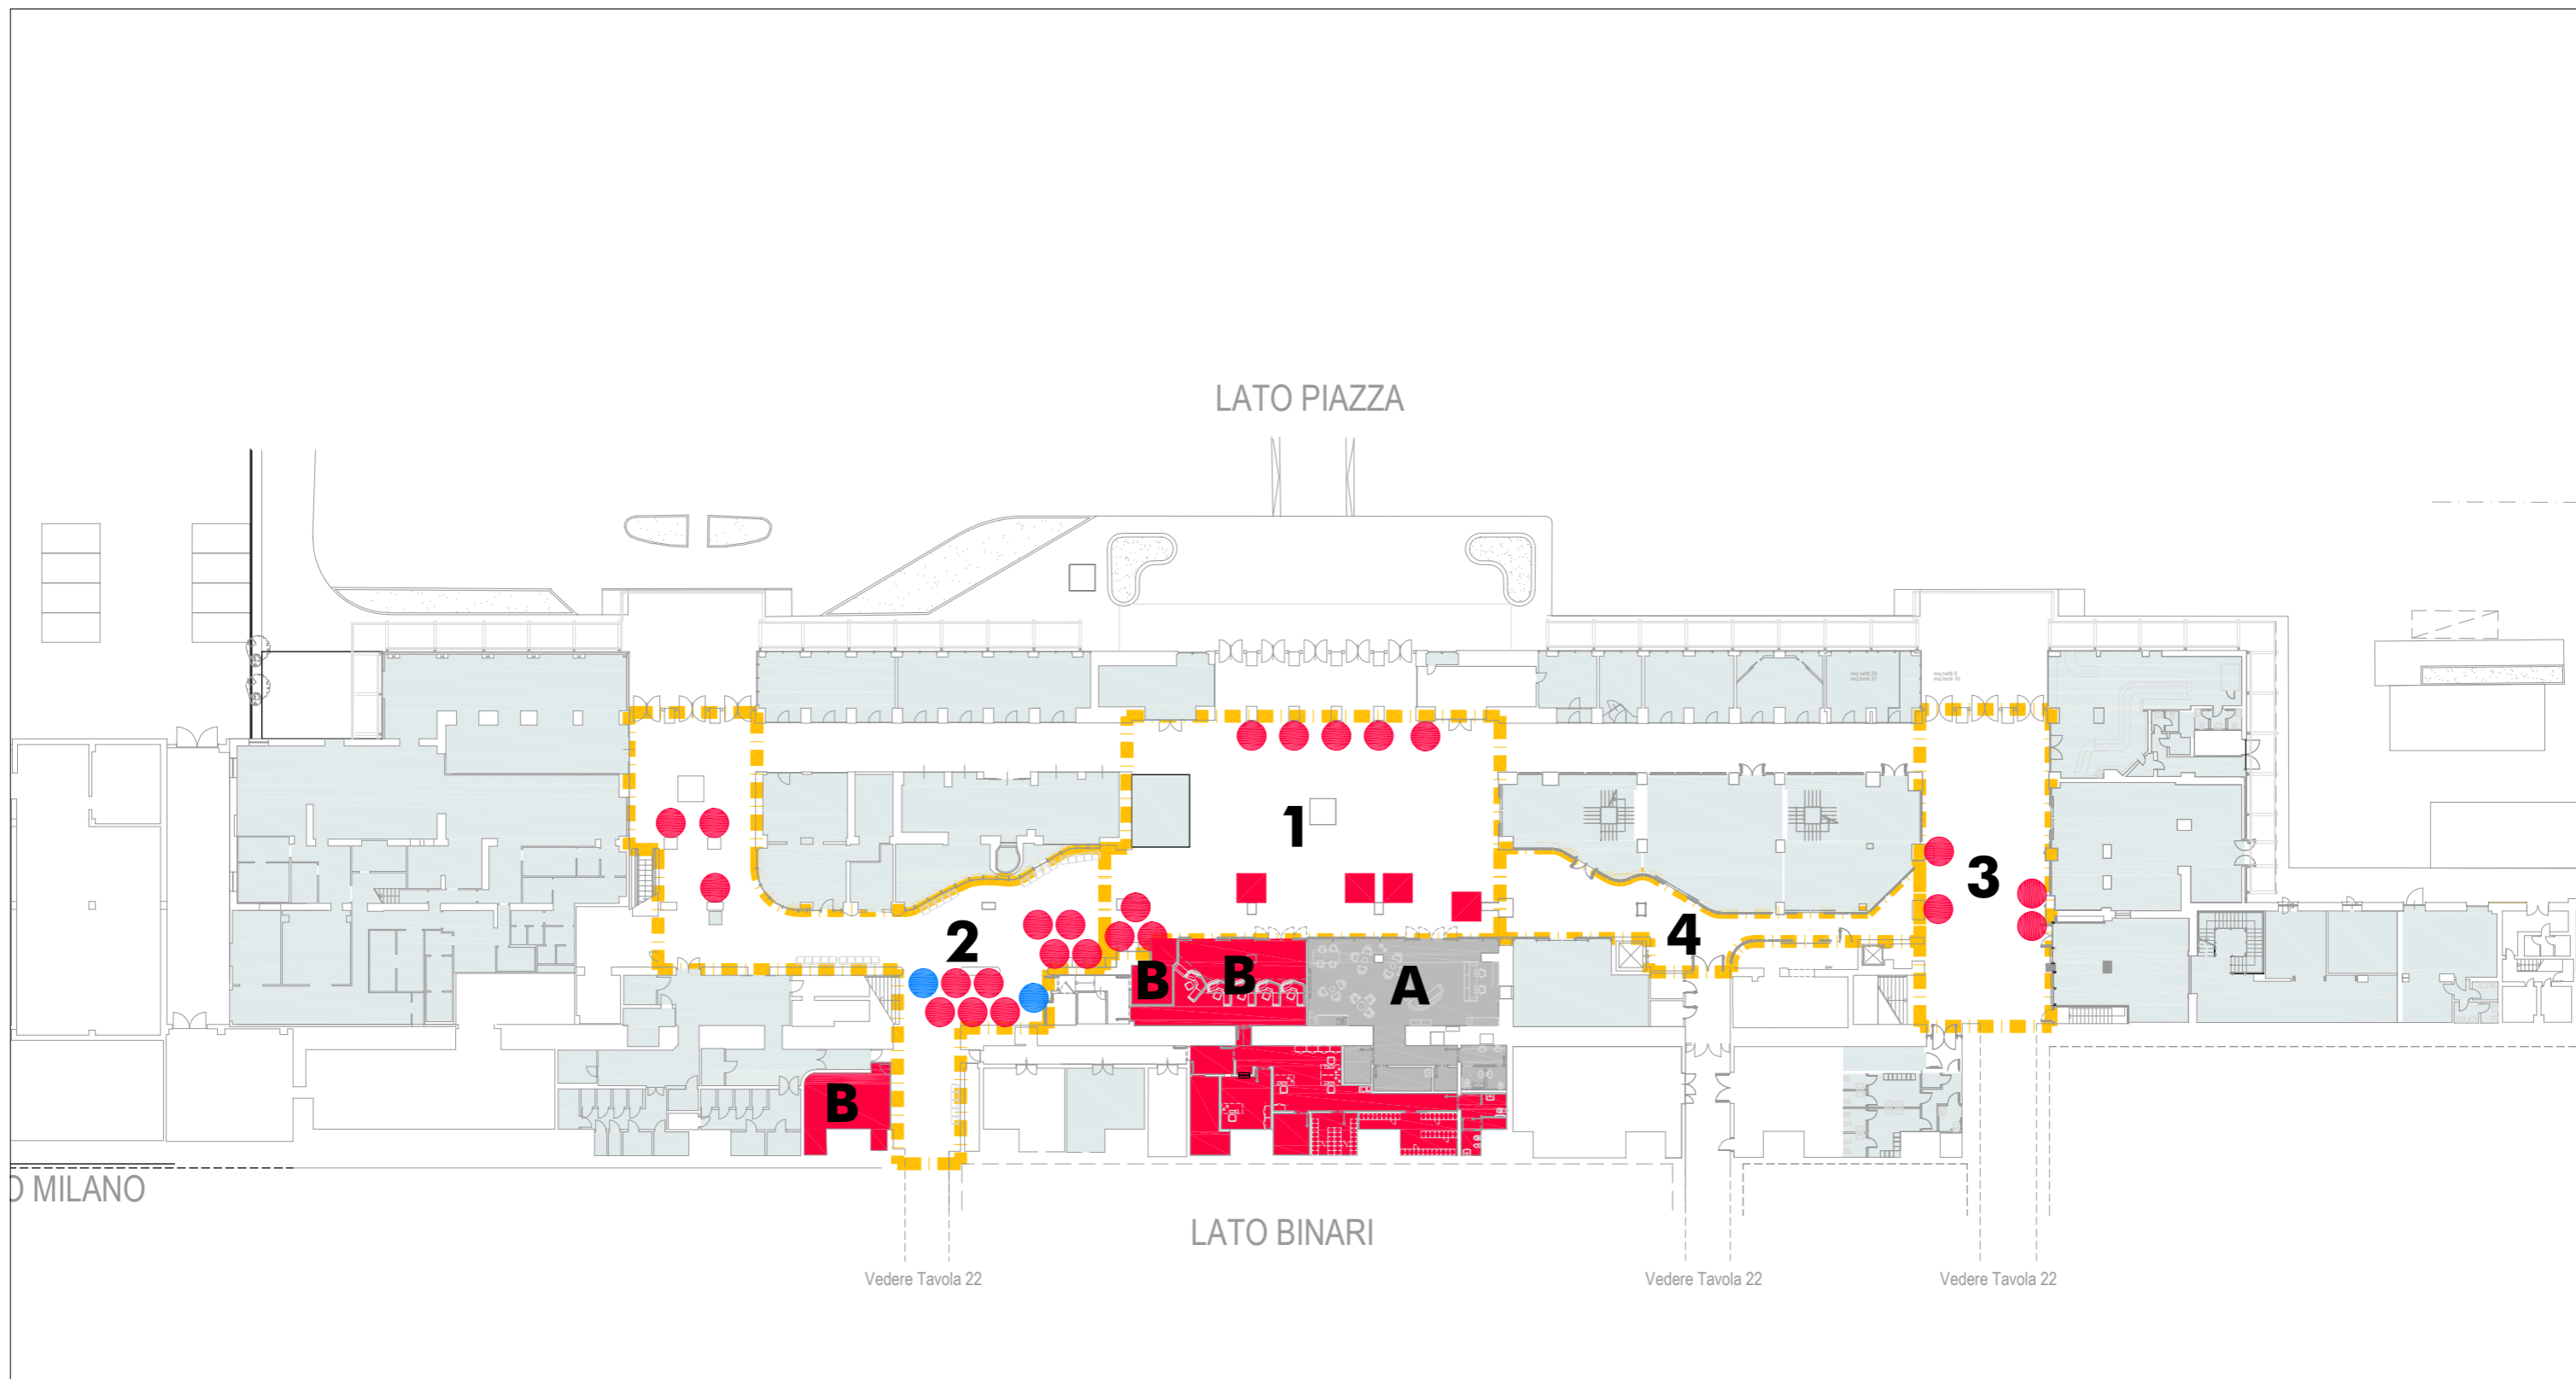 LATO PIAZZA
1
3
2
4
B
B
A
B
O MILANO
LATO BINARI
Vedere Tavola 22
Vedere Tavola 22
Vedere Tavola 22